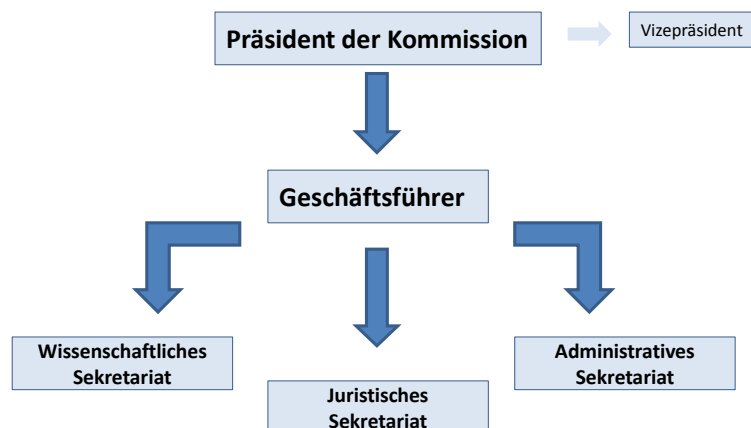 Präsident der Kommission
Vizepräsident
Geschäftsführer
Wissenschaftliches
Sekretariat
Juristisches
Sekretariat
Administratives
Sekretariat